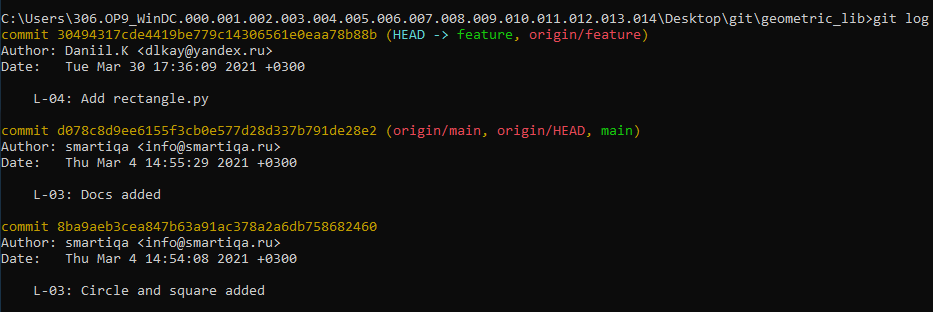 C:\Users\306.OP9_WinDC.000.001.002.003.004.005.006.007.008.009.010.011.012.013.014\Desktop\git\geometric_lib>git log
commit 30494317cde4419be779c14306561e0eaa78b88b (HEAD -> feature, origin/feature)
Author: Daniil.K <dlkay@yandex.ru>
Date:   Tue Mar 30 17:36:09 2021 +0300
    L-04: Add rectangle.py
commit d078c8d9ee6155f3cb0e577d28d337b791de28e2 (origin/main, origin/HEAD, main)
Author: smartiqa <info@smartiqa.ru>
Date:   Thu Mar 4 14:55:29 2021 +0300
    L-03: Docs added
commit 8ba9aeb3cea847b63a91ac378a2a6db758682460
Author: smartiqa <info@smartiqa.ru>
Date:   Thu Mar 4 14:54:08 2021 +0300
    L-03: Circle and square added